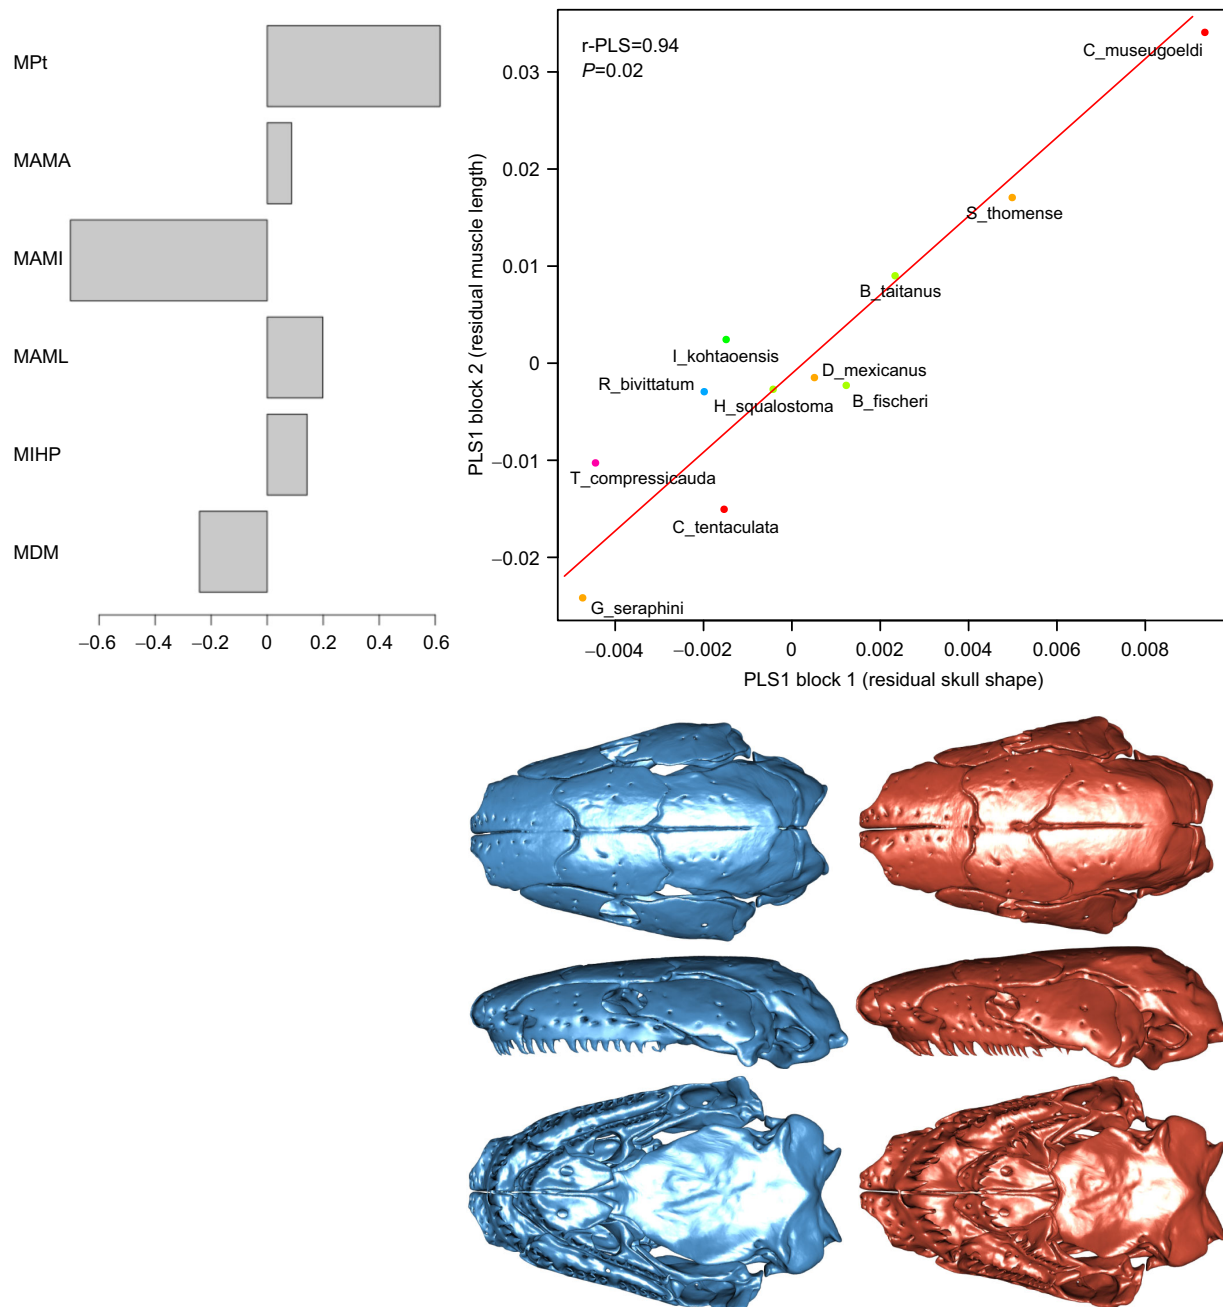 MPt
MAMA
MAMI
MAML
MIHP
MDM
−0.6 −0.4 −0.2 0 0.2 0.4 0.6
r-PLS=0.94
P=0.02
C_museugoeldi
S_thomense
B_taitanus
I_kohtaoensis
D_mexicanus
R_bivittatum
H_squalostoma
B_fischeri
T_compressicauda
C_tentaculata
G_seraphini
PLS1 block 2 (residual muscle length)
0.03
0.02
0.01
0
−0.01
−0.02
−0.004 −0.002 0 0.002 0.004 0.006 0.008
PLS1 block 1 (residual skull shape)